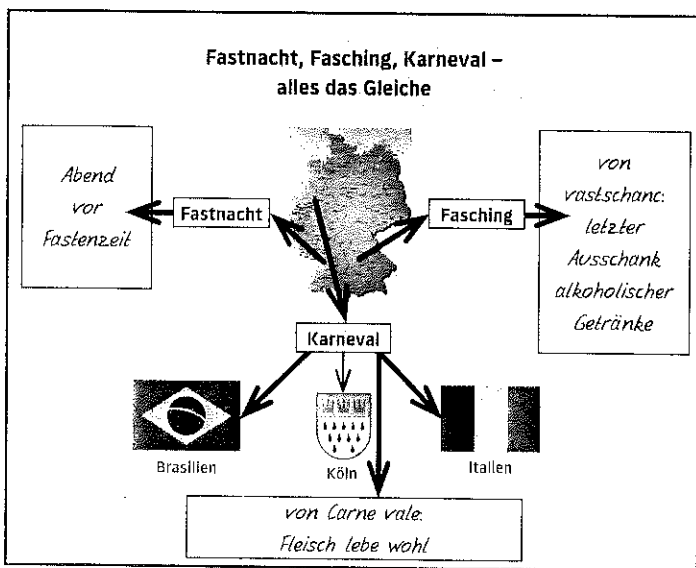 Fastnacht, Fasching, Karneval –
alles das Gleiche
Abend
vor
Fastenzeit
Fastnacht
Fasching
von
vastschanc:
letzter
Ausschank
alkoholischer
Getränke
Karneval
Brasilien
Köln
Italien
von Carne vale:
Fleisch lebe wohl